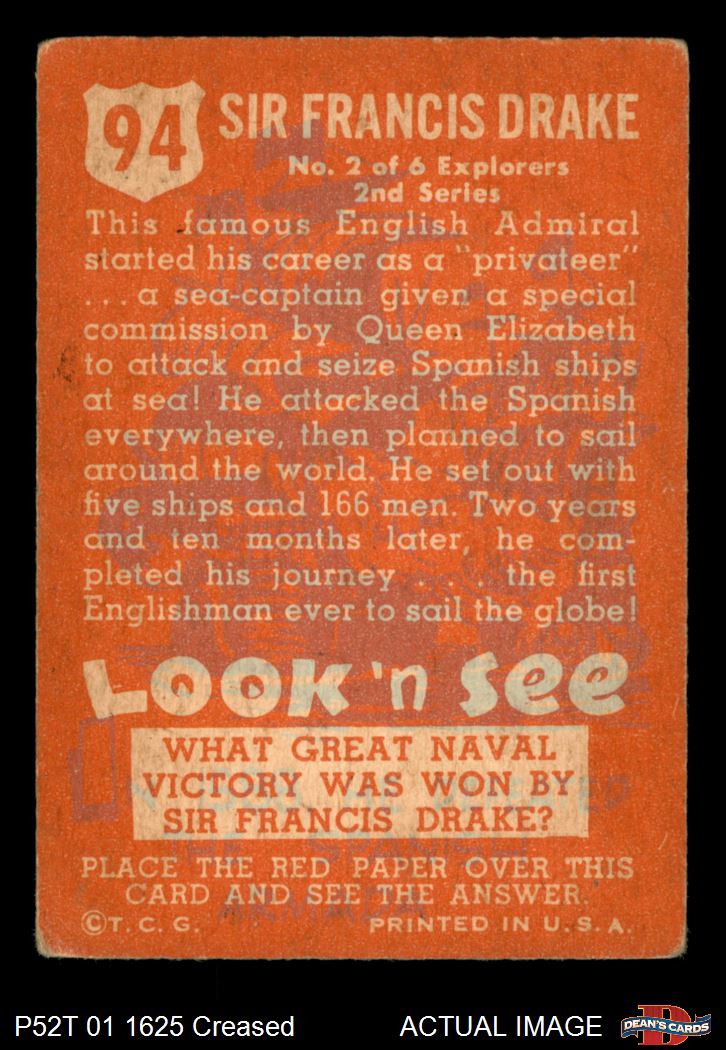 94
SIR FRANCIS DRAKE
No. 2 of 6 Explorers
2nd Series
This famous English Admiral
started his career as a "privateer"
... a sea-captain given a special
commission by Queen Elizabeth
to attack and seize Spanish ships
at sea! He attacked the Spanish
everywhere, then planned to sail
around the world. He set out with
five ships and 166 men. Two years
and ten months later, he com-
pleted his journey . . . . the first
Englishman ever to sail the globe!
LOOK 'n SEE
WHAT GREAT NAVAL
VICTORY WAS WON BY
SIR FRANCIS DRAKE?
PLACE THE RED PAPER OVER THIS
CARD AND SEE THE ANSWER.
©T. C. G. PRINTED IN U. S. A.
P52T 01 1625 Creased ACTUAL IMAGE
D
DEAN'S CARDS